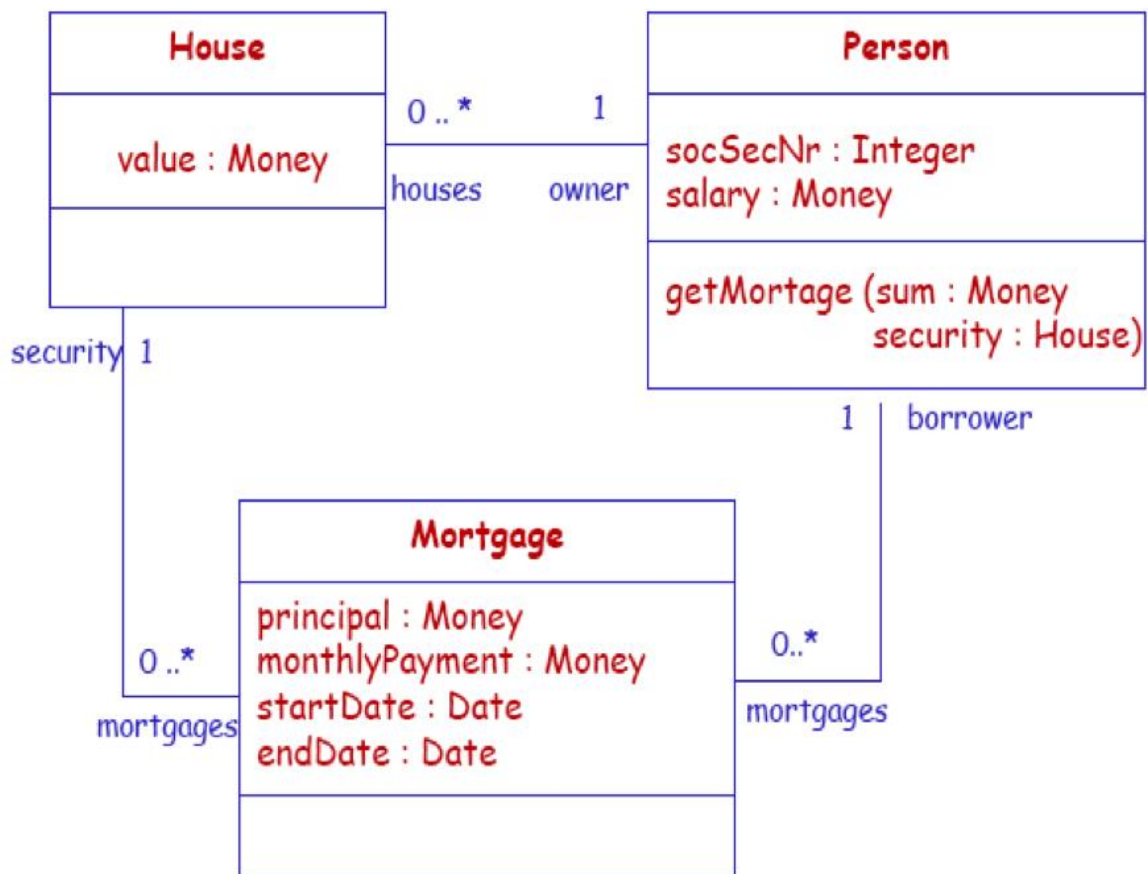 House
value : Money
0 .. *
1
houses
owner
Person
socSecNr : Integer
salary : Money
getMortage (sum : Money
security : House)
security 1
1 borrower
Mortgage
principal : Money
monthlyPayment : Money
startDate : Date
endDate : Date
0 ..*
mortgages
0..*
mortgages